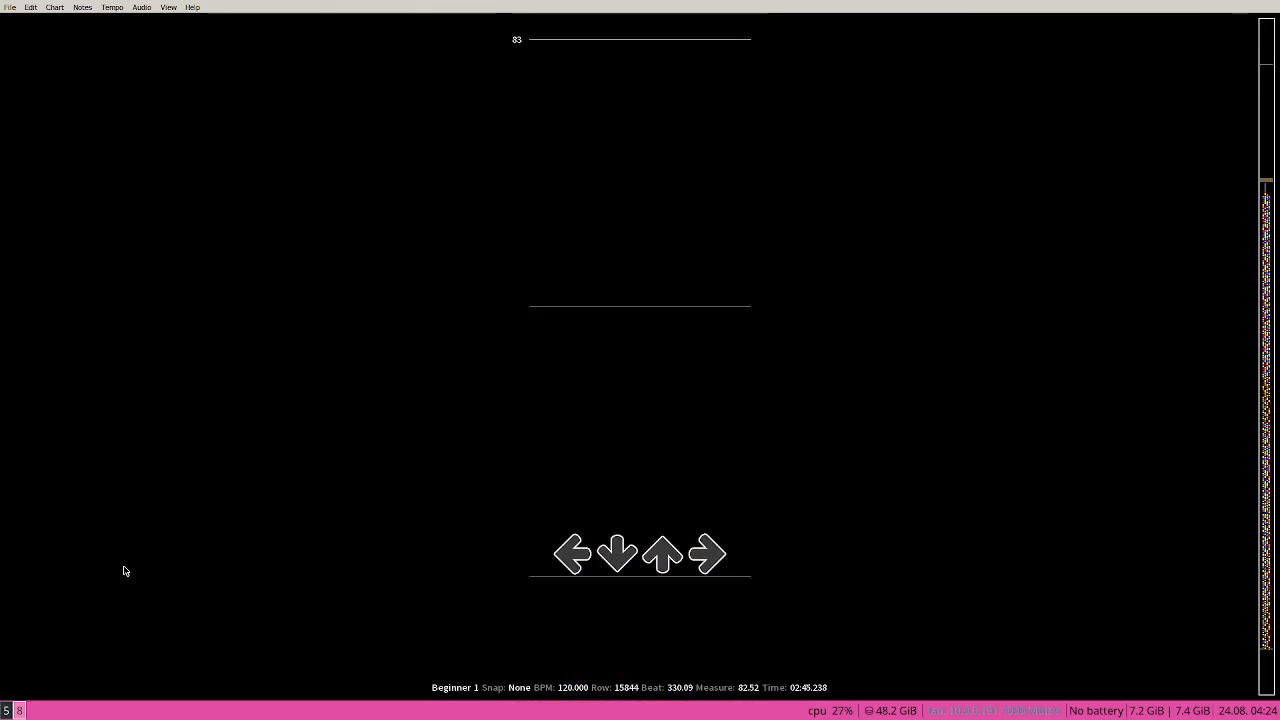 File Edit Chart Notes Tempo Audio View Help
83
Beginner 1 Snap: None BPM: 120.000 Row: 15844 Beat: 330.09 Measure: 82.52 Time: 02:45.238
5 8 cpu 27% 48.2 GiB No battery 7.2 GiB 7.4 GiB 24.08. 04:24